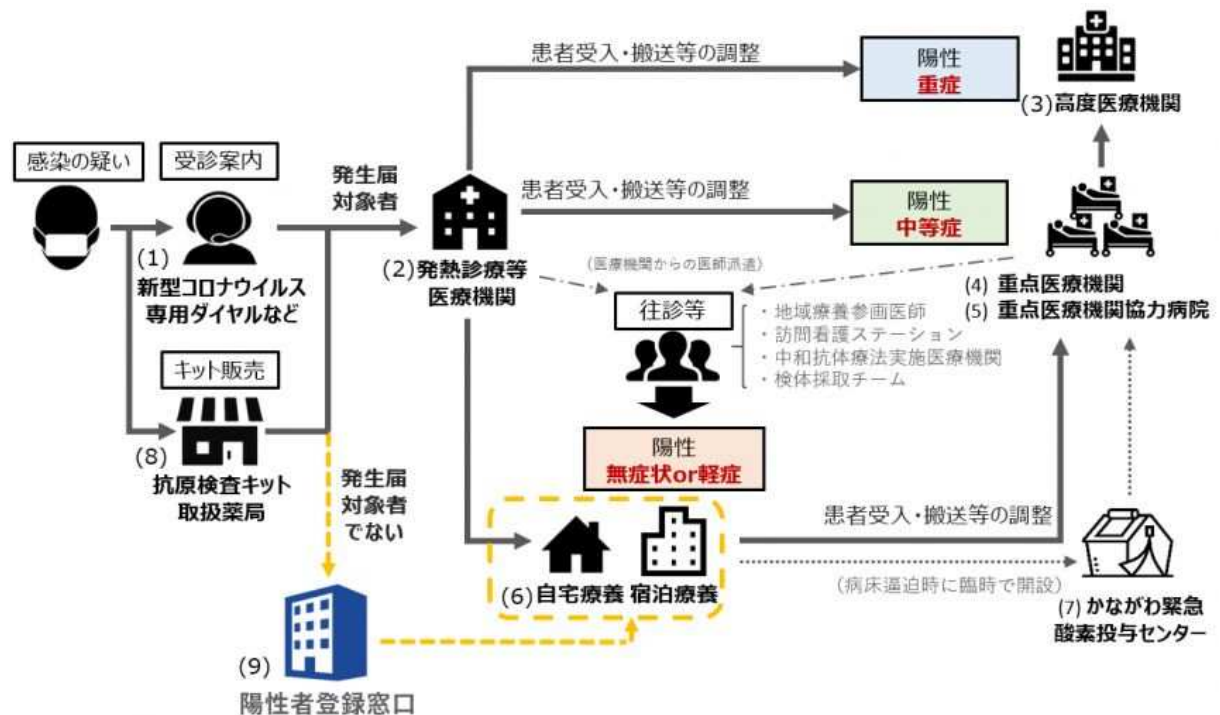 患者受入・搬送等の調整
陽性
重症
(3)高度医療機関
感染の疑い
受診案内
発生届
対象者
患者受入・搬送等の調整
陽性
中等症
(1)
新型コロナウイルス
専用ダイヤルなど
(2)発熱診療等
医療機関
(医療機関からの医師派遣)
(4) 重点医療機関
(5) 重点医療機関協力病院
往診等
・地域療養参画医師
・訪問看護ステーション
・中和抗体療法実施医療機関
・検体採取チーム
キット販売
(8)
抗原検査キット
取扱薬局
陽性
無症状or軽症
発生届
対象者
でない
患者受入・搬送等の調整
(6)自宅療養 宿泊療養
(病床逼迫時に臨時で開設)
(7) かながわ緊急
酸素投与センター
(9)
陽性者登録窓口